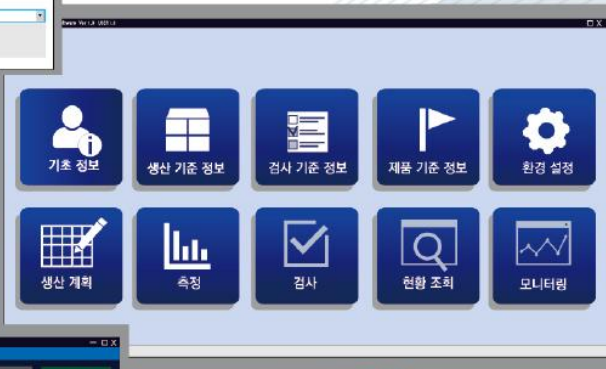 기초 정보
생산 기준 정보
검사 기준 정보
제품 기준 정보
환경 설정
생산 계획
측정
검사
현황 조회
모니터링